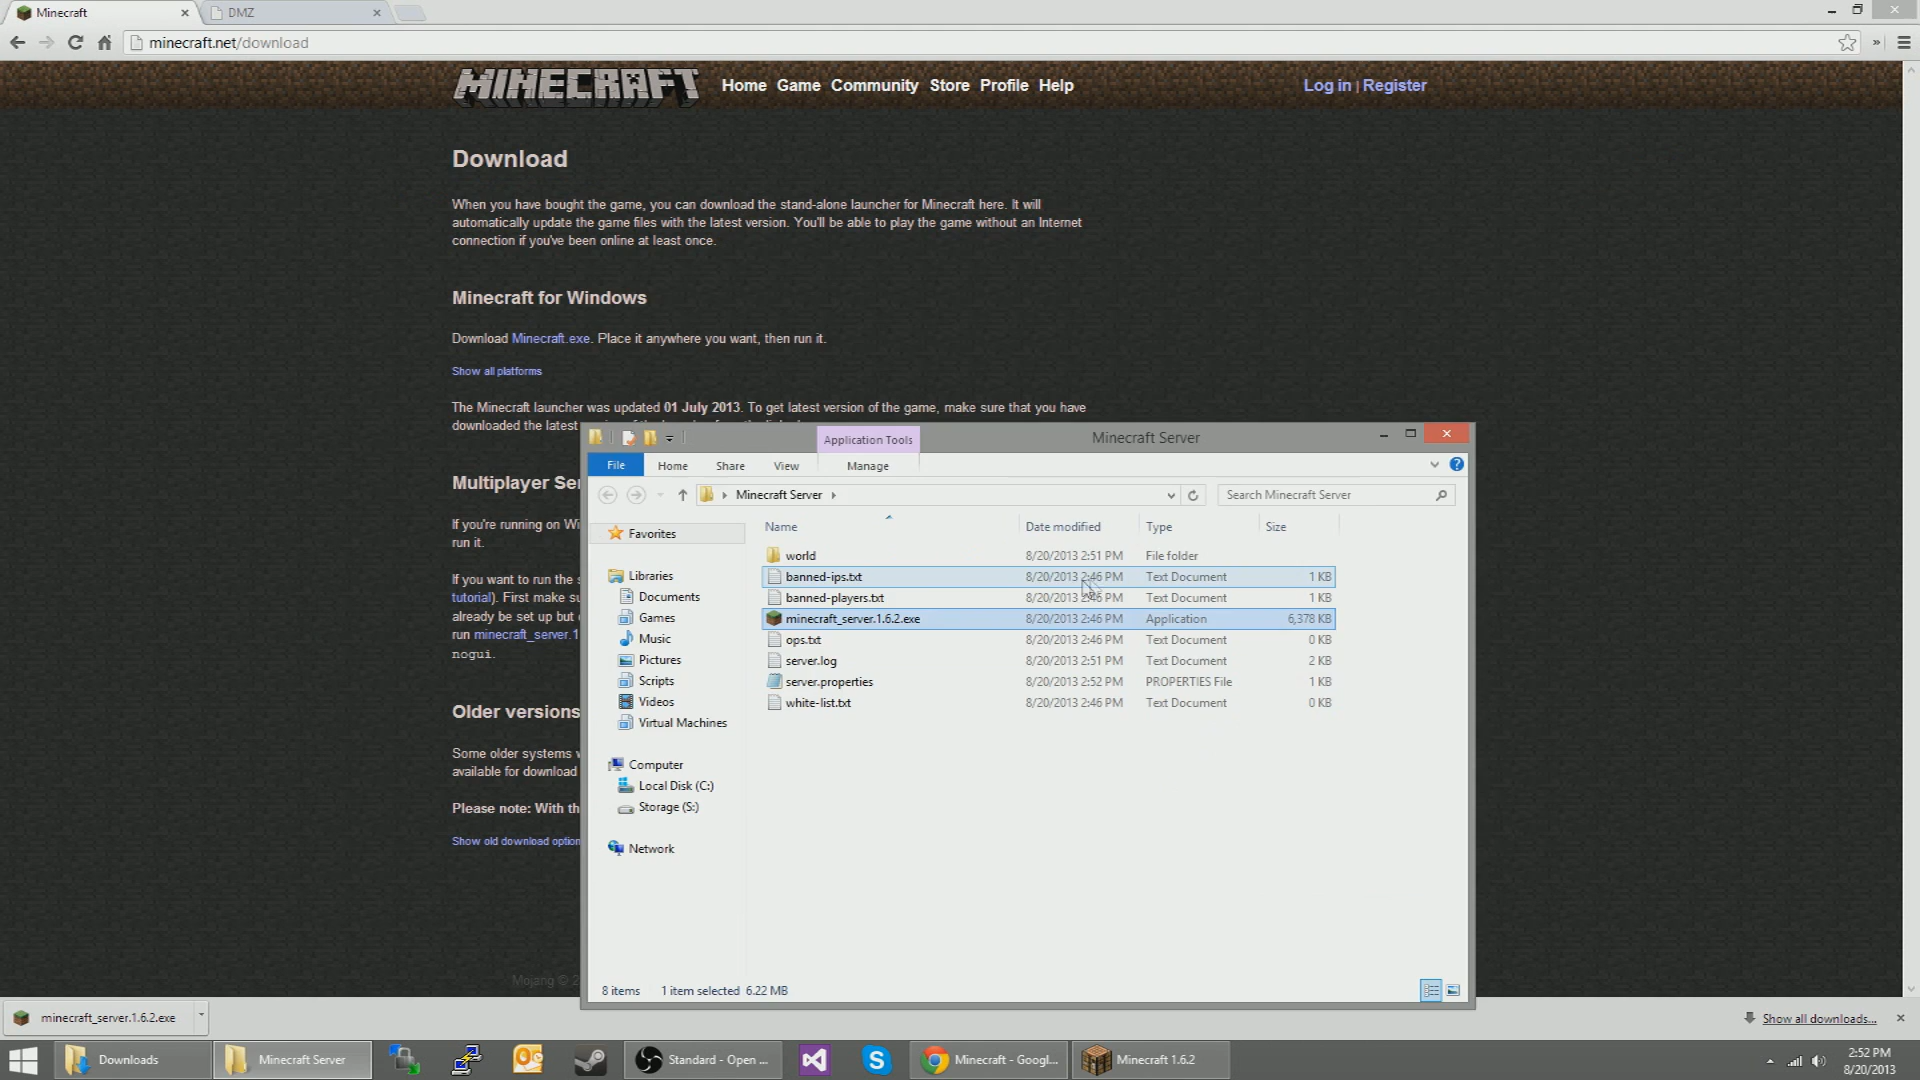 Minecraft
DMZ
minecraft.net/download
MINECRAFT
Home Game Community Store Profile Help
Log in | Register
Download
When you have bought the game, you can download the stand-alone launcher for Minecraft here. It will
automatically update the game files with the latest version. You'll be able to play the game without an Internet
connection if you've been online at least once.
Minecraft for Windows
Download Minecraft.exe. Place it anywhere you want, then run it.
Show all platforms
The Minecraft launcher was updated 01 July 2013. To get latest version of the game, make sure that you have
downloaded the latest
Multiplayer Se
If you're running on Wi
run it.
If you want to run the s
tutorial). First make su
already be set up but
run minecraft_server.1
nogui.
Older versions
Some older systems w
available for download
Please note: With th
Show old download option
Mojang © 2
Application Tools
Minecraft Server
File Home Share View Manage
Minecraft Server
Search Minecraft Server
Name Date modified Type Size
world 8/20/2013 2:51 PM File folder
banned-ips.txt 8/20/2013 2:46 PM Text Document 1 KB
banned-players.txt 8/20/2013 2:46 PM Text Document 1 KB
minecraft_server.1.6.2.exe 8/20/2013 2:46 PM Application 6,378 KB
ops.txt 8/20/2013 2:46 PM Text Document 0 KB
server.log 8/20/2013 2:51 PM Text Document 2 KB
server.properties 8/20/2013 2:52 PM PROPERTIES File 1 KB
white-list.txt 8/20/2013 2:46 PM Text Document 0 KB
Favorites
Libraries
Documents
Games
Music
Pictures
Scripts
Videos
Virtual Machines
Computer
Local Disk (C:)
Storage (S:)
Network
8 items 1 item selected 6.22 MB
minecraft_server.1.6.2.exe
Show all downloads...
Downloads
Minecraft Server
Standard - Open ...
Minecraft - Googl...
Minecraft 1.6.2
2:52 PM
8/20/2013